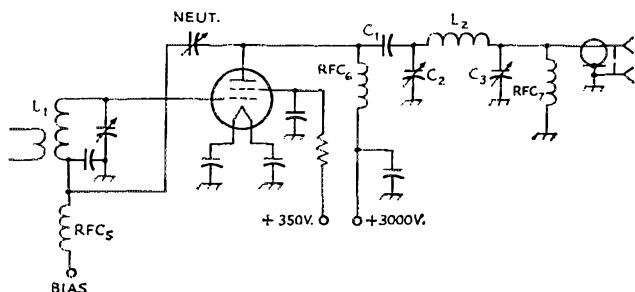 NEUT.
C1
L2
RFC6
C2
C3
RFC7
L1
RFC5
+350V.
+3000V.
BIAS